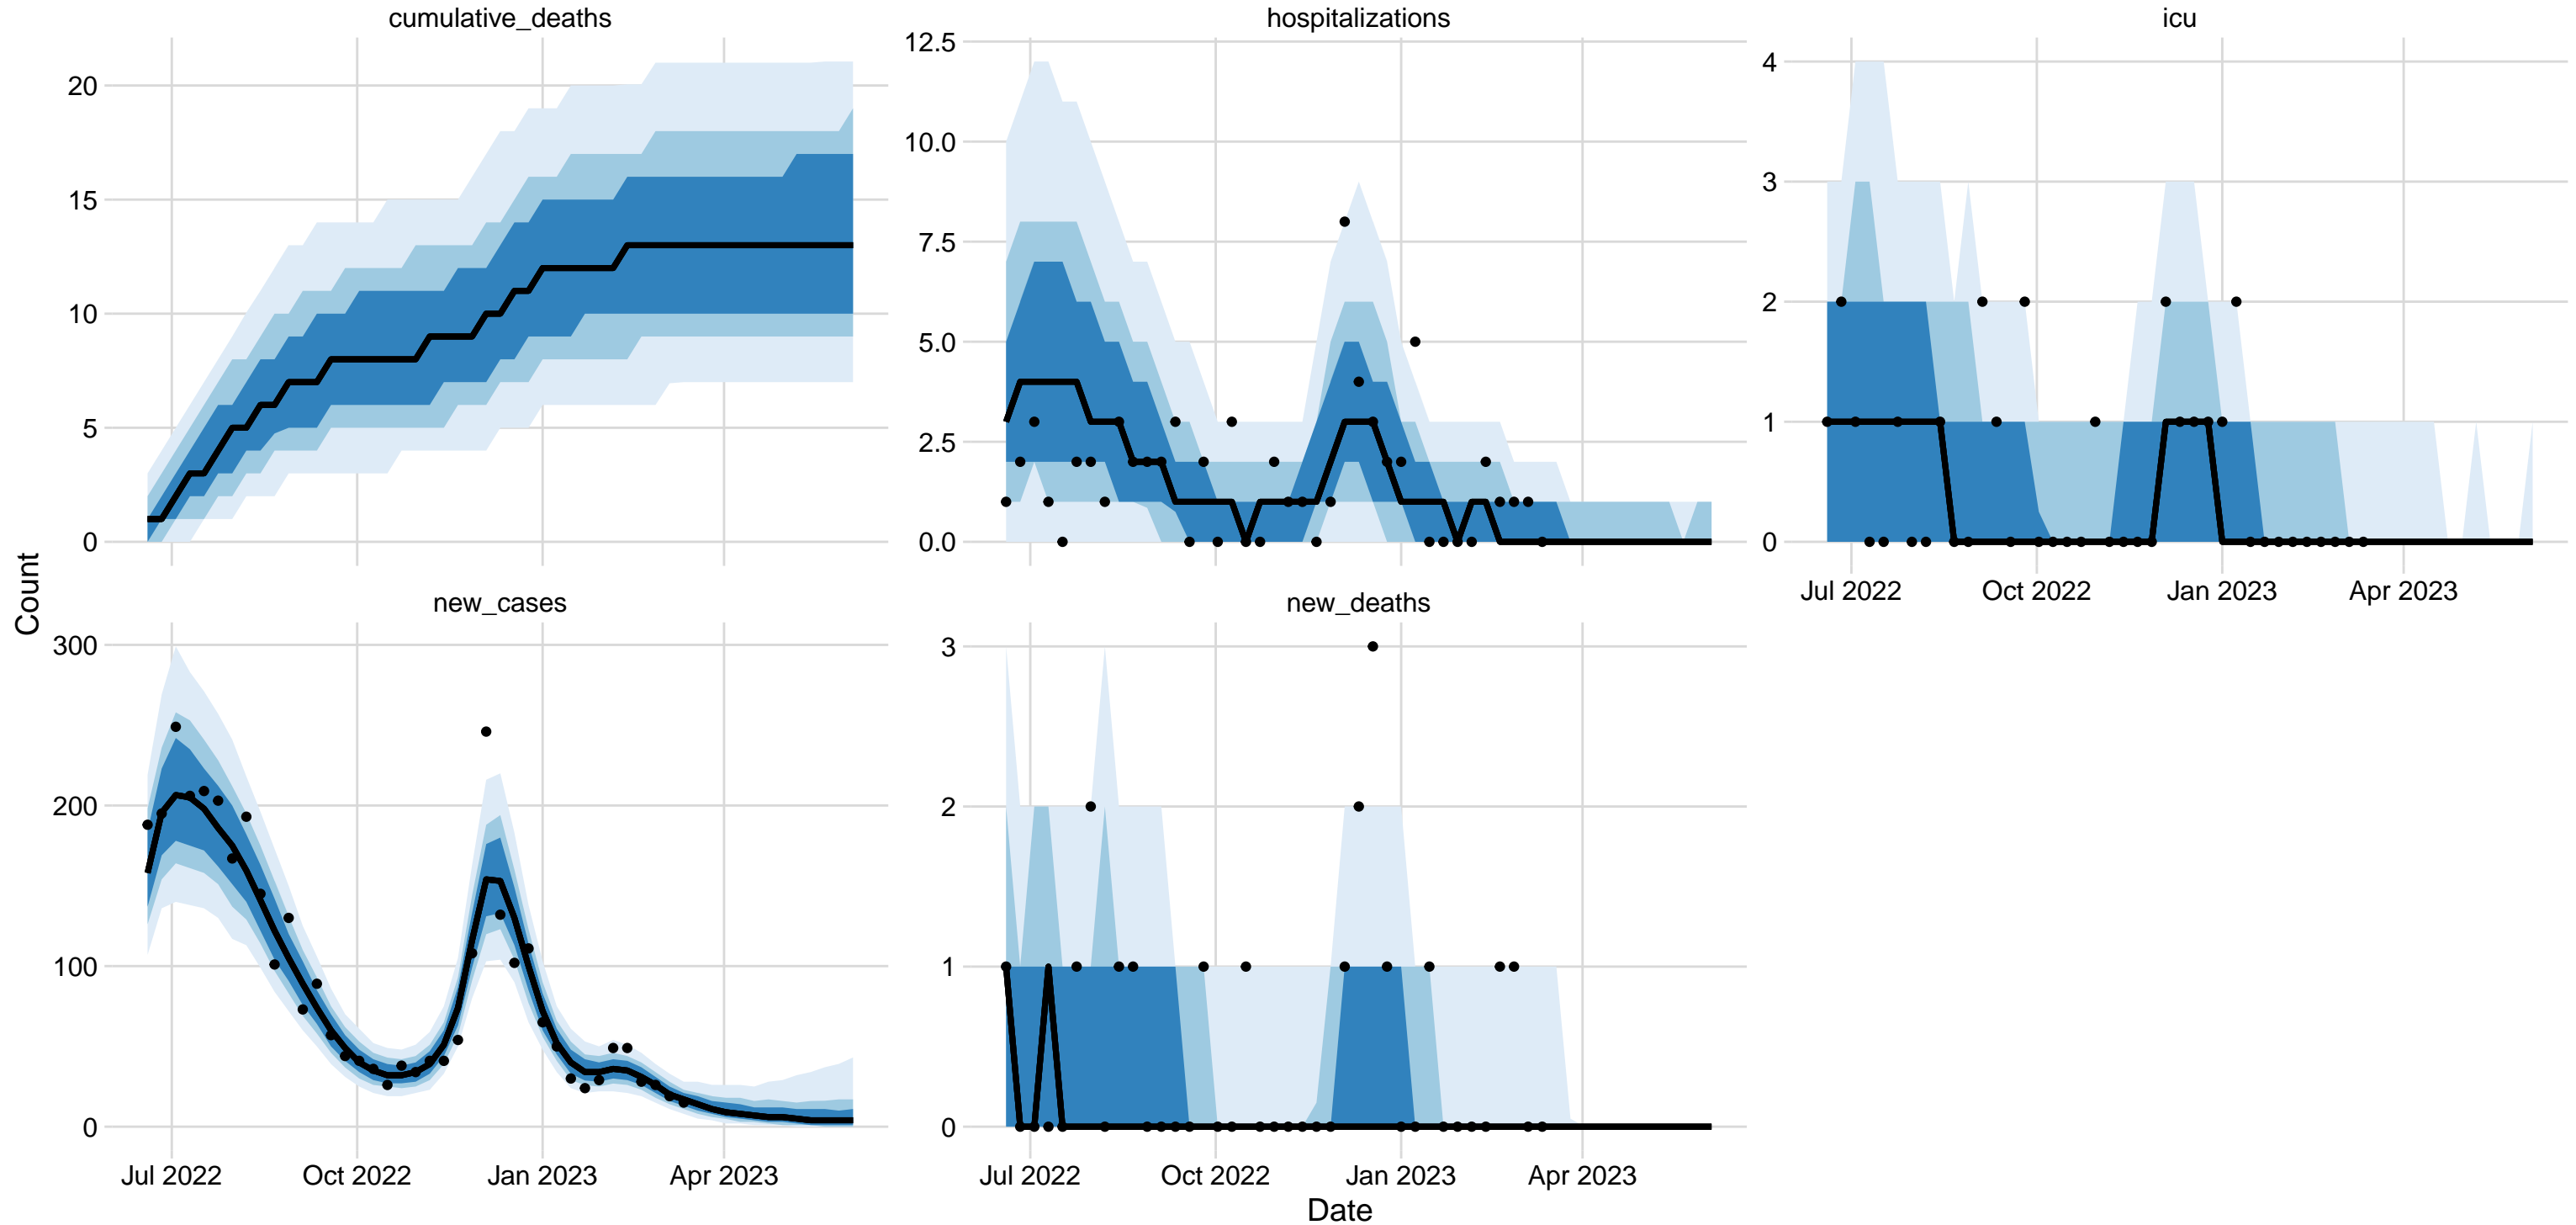 cumulative_deaths
hospitalizations
icu
20
15
10
5
0
12.5
10.0
7.5
5.0
2.5
0.0
4
3
2
1
0
Jul 2022 Oct 2022 Jan 2023 Apr 2023
Count
new_cases
new_deaths
300
200
100
0
3
2
1
0
Jul 2022 Oct 2022 Jan 2023 Apr 2023
Jul 2022 Oct 2022 Jan 2023 Apr 2023
Date